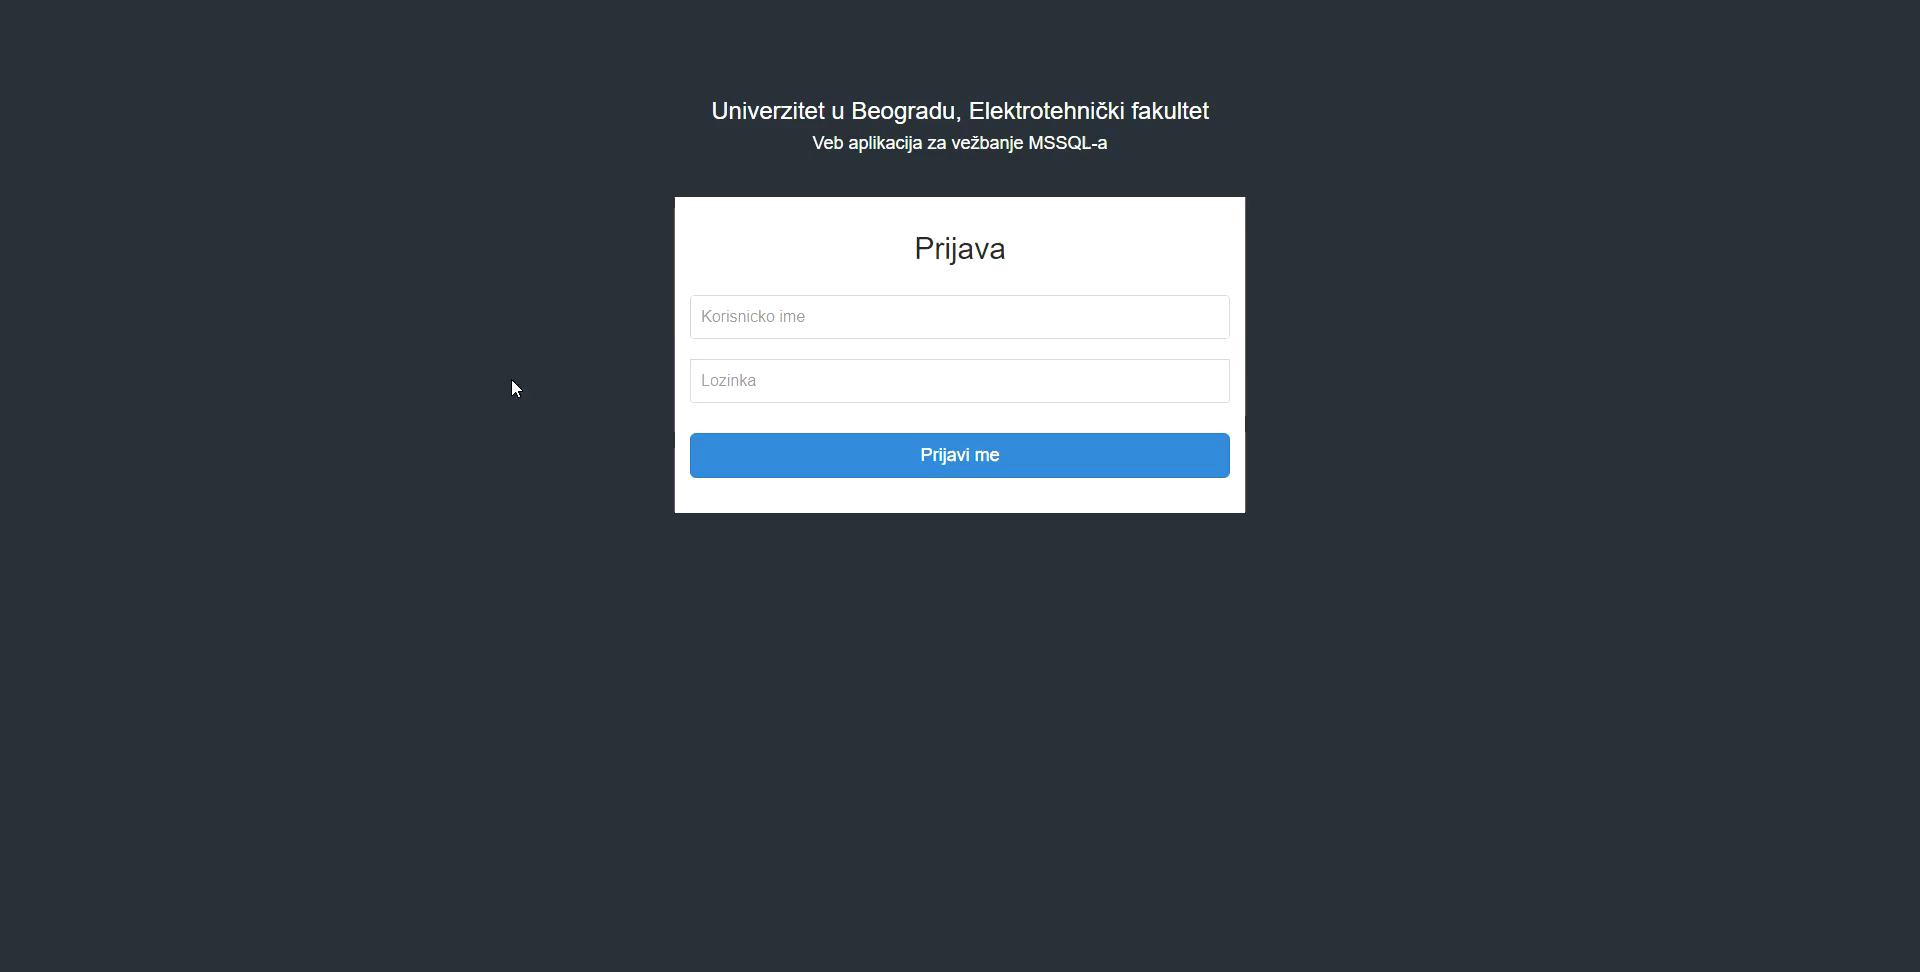 Univerzitet u Beogradu, Elektrotehnički fakultet
Veb aplikacija za vežbanje MSSQL-a
Prijava
Korisnicko ime
Lozinka
Prijavi me